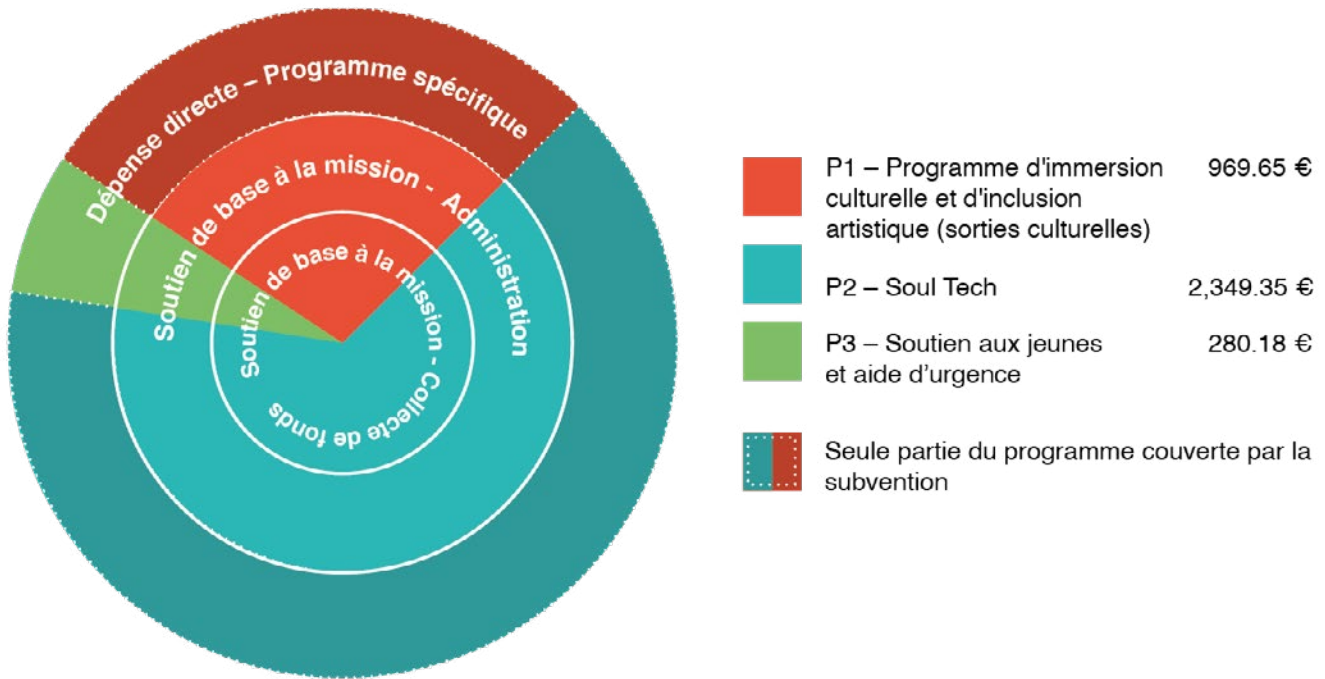 Dépense directe – Programme spécifique
Soutien de base à la mission - Administration
Soutien de base à la mission - Collecte de fonds
P1 – Programme d'immersion 969.65 €
culturelle et d'inclusion
artistique (sorties culturelles)
P2 – Soul Tech 2,349.35 €
P3 – Soutien aux jeunes 280.18 €
et aide d’urgence
Seule partie du programme couverte par la
subvention